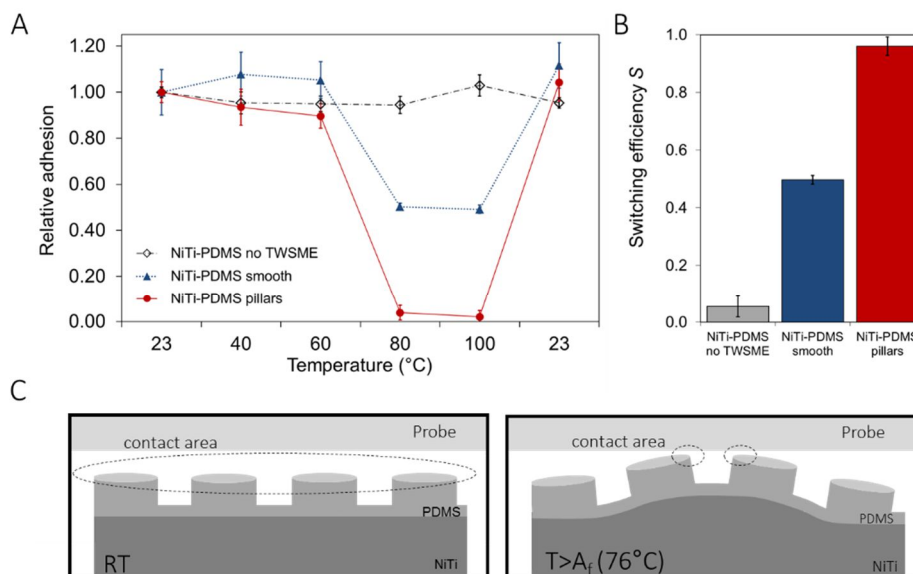 A
1.20
1.00
0.80
0.60
0.40
0.20
0.00
Relative adhesion
NiTi-PDMS no TWSME
NiTi-PDMS smooth
NiTi-PDMS pillars
23
40
60
80
100
23
Temperature (°C)
B
1.0
0.8
0.6
0.4
0.2
0.0
Switching efficiency S
NiTi-PDMS
no TWSME
NiTi-PDMS
smooth
NiTi-PDMS
pillars
C
Probe
contact area
PDMS
RT
NiTi
Probe
contact area
PDMS
T>Af (76°C)
NiTi